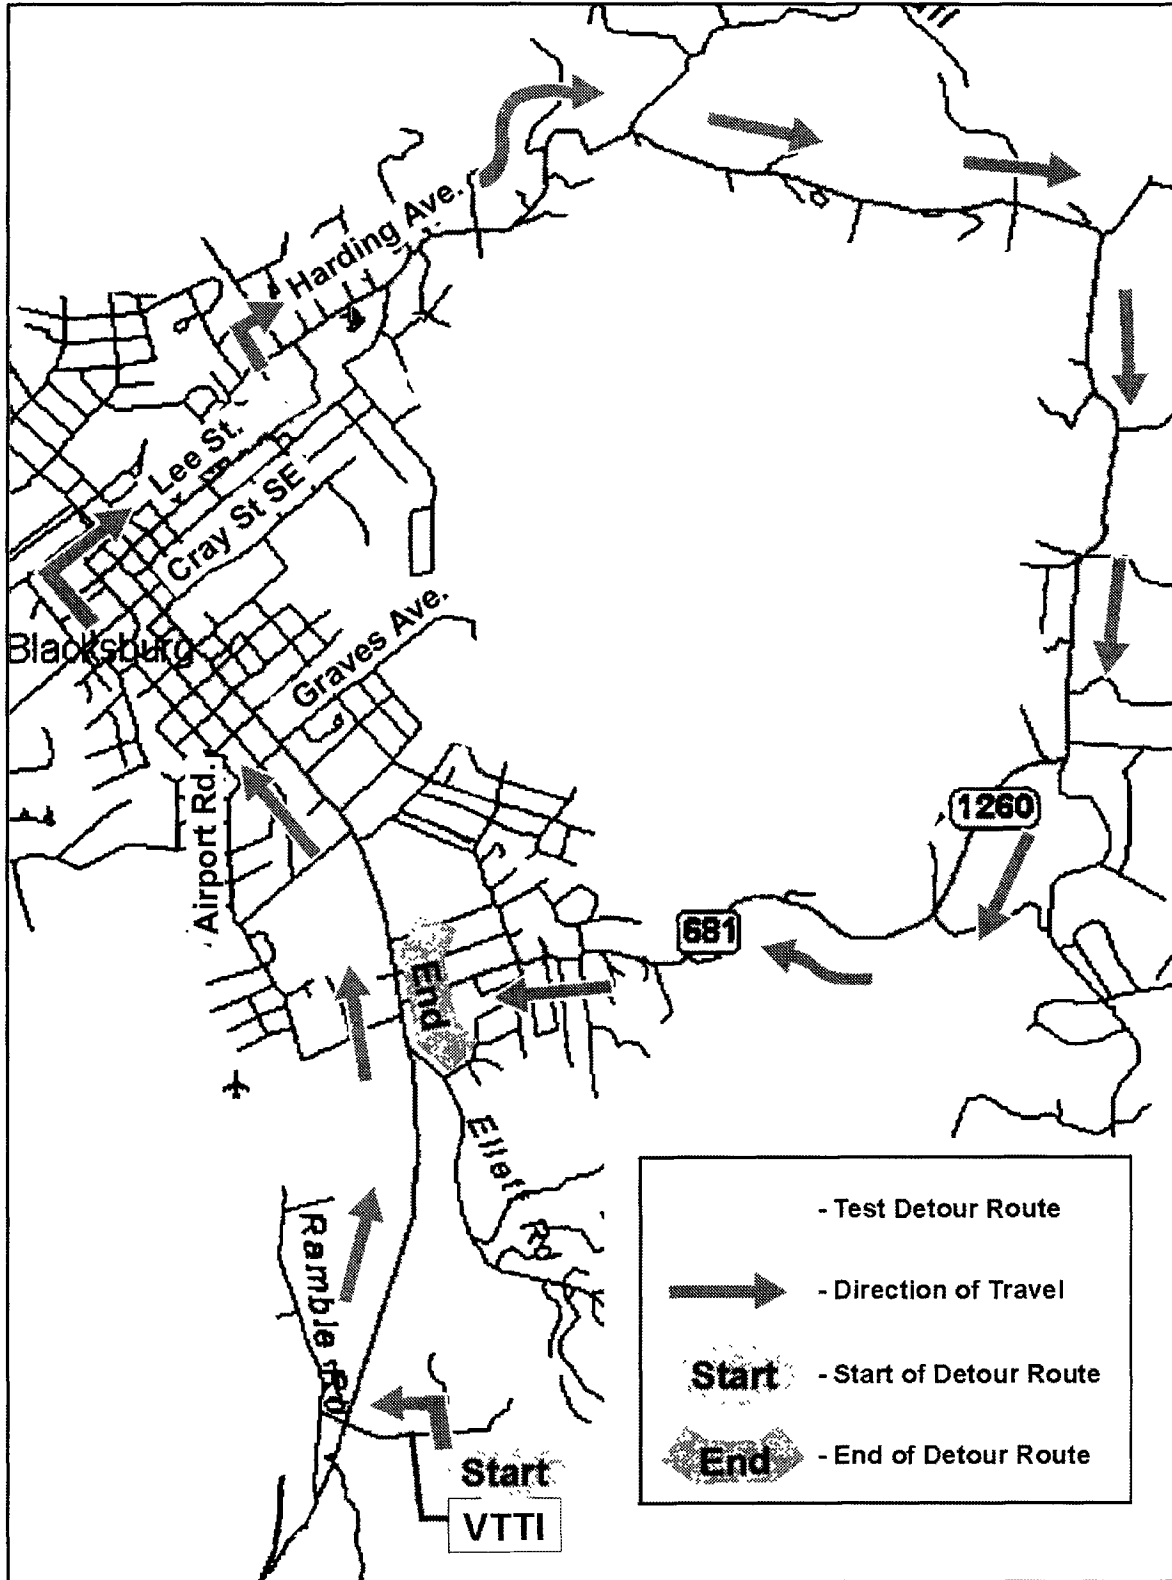 Harding Ave.
Lee St.
Cray St SE
Blacksburg
Graves Ave.
Airport Rd.
1260
681
End
Ellett Rd
Ramble Rd
Start
VTTI
- Test Detour Route
- Direction of Travel
Start - Start of Detour Route
End - End of Detour Route